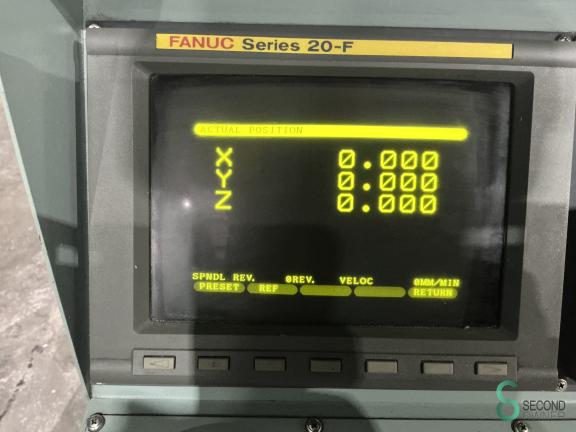 FANUC Series 20-F
ACTUAL POSITION
X 0.000
Y 0.000
Z 0.000
SPNDL REV. 0REV. VELOC 0MM/MIN
PRESET REF RETURN
SECOND
OWNER